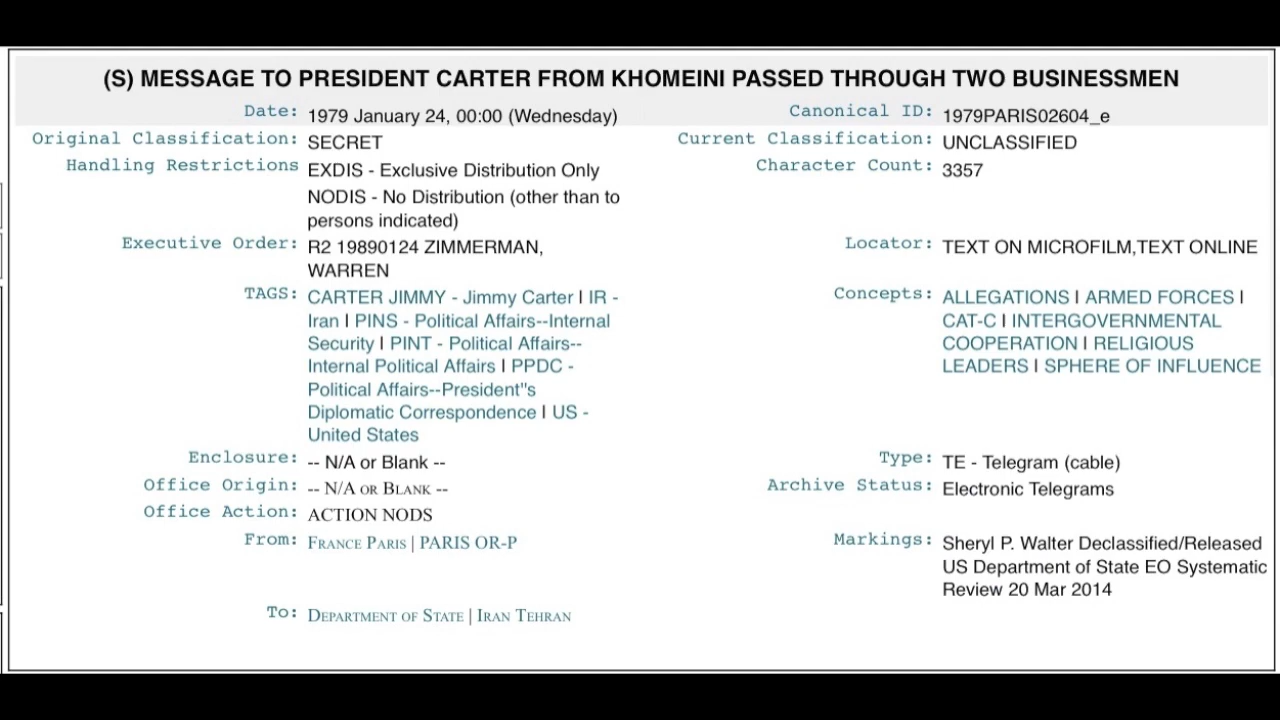 (S) MESSAGE TO PRESIDENT CARTER FROM KHOMEINI PASSED THROUGH TWO BUSINESSMEN
Date: 1979 January 24, 00:00 (Wednesday)
Canonical ID: 1979PARIS02604_e
Original Classification: SECRET
Current Classification: UNCLASSIFIED
Handling Restrictions EXDIS - Exclusive Distribution Only
NODIS - No Distribution (other than to
persons indicated)
Character Count: 3357
Executive Order: R2 19890124 ZIMMERMAN,
WARREN
Locator: TEXT ON MICROFILM,TEXT ONLINE
TAGS: CARTER JIMMY - Jimmy Carter | IR -
Iran | PINS - Political Affairs--Internal
Security | PINT - Political Affairs--
Internal Political Affairs | PPDC -
Political Affairs--President"s
Diplomatic Correspondence | US -
United States
Concepts: ALLEGATIONS | ARMED FORCES |
CAT-C | INTERGOVERNMENTAL
COOPERATION | RELIGIOUS
LEADERS | SPHERE OF INFLUENCE
Enclosure: -- N/A or Blank --
Type: TE - Telegram (cable)
Office Origin: -- N/A OR BLANK --
Archive Status: Electronic Telegrams
Office Action: ACTION NODS
From: FRANCE PARIS | PARIS OR-P
Markings: Sheryl P. Walter Declassified/Released
US Department of State EO Systematic
Review 20 Mar 2014
To: DEPARTMENT OF STATE | IRAN TEHRAN